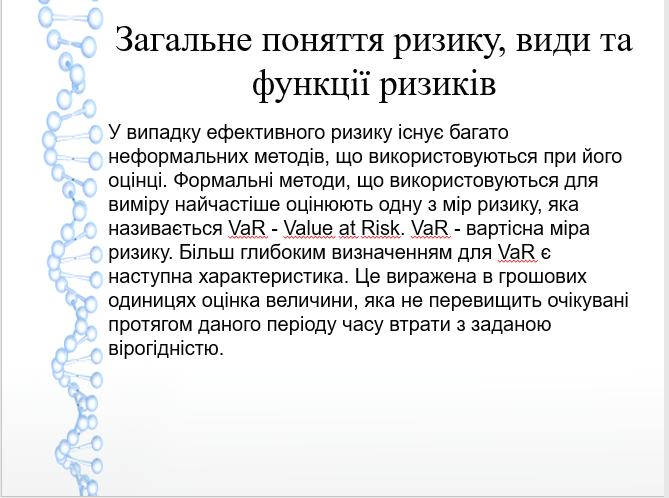 Загальне поняття ризику, види та
функції ризиків
У випадку ефективного ризику існує багато
неформальних методів, що використовуються при його
оцінці. Формальні методи, що використовуються для
виміру найчастіше оцінюють одну з мір ризику, яка
називається VaR - Value at Risk. VaR - вартісна міра
ризику. Більш глибоким визначенням для VaR є
наступна характеристика. Це виражена в грошових
одиницях оцінка величини, яка не перевищить очікувані
протягом даного періоду часу втрати з заданою
вірогідністю.